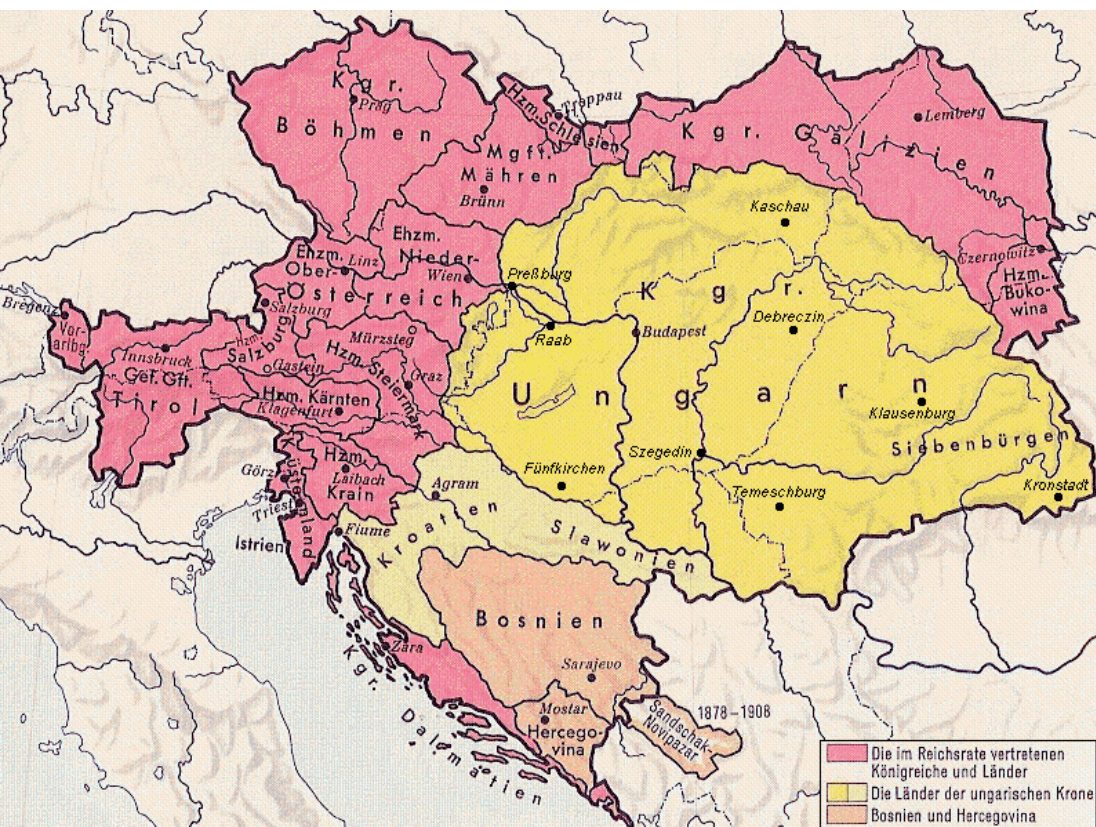 Kgr.
Prag
Böhmen
Hzm. Schlesien
Troppau
Mgft.
Mähren
Brünn
Kgr. Galizien
Lemberg
Kaschau
Czernowitz
Hzm.
Buko-
wina
Ehzm.
Nieder-
Wien
Ehzm.
Ober-
Linz
Österreich
Preßburg
Salzburg
Bregenz
Vor-
arlbg.
Innsbruck
Hzm.
Salzburg
Gastein
Mürzsteg
Hzm. Steiermark
Graz
Gef. Gft.
Tirol
Hzm. Kärnten
Klagenfurt
Kgr.
Budapest
Debreczin
Raab
Ungarn
Klausenburg
Siebenbürgen
Szegedin
Fünfkirchen
Temeschburg
Kronstadt
Görz
Küstenland
Hzm.
Laibach
Krain
Triest
Istrien
Fiume
Agram
Kroatien
Slawonien
Bosnien
Zara
Sarajevo
Kgr.
Dalmatien
Mostar
Hercego-
vina
Sandschak-
Novipazar
1878–1908
Die im Reichsrate vertretenen
Königreiche und Länder
Die Länder der ungarischen Krone
Bosnien und Hercegovina